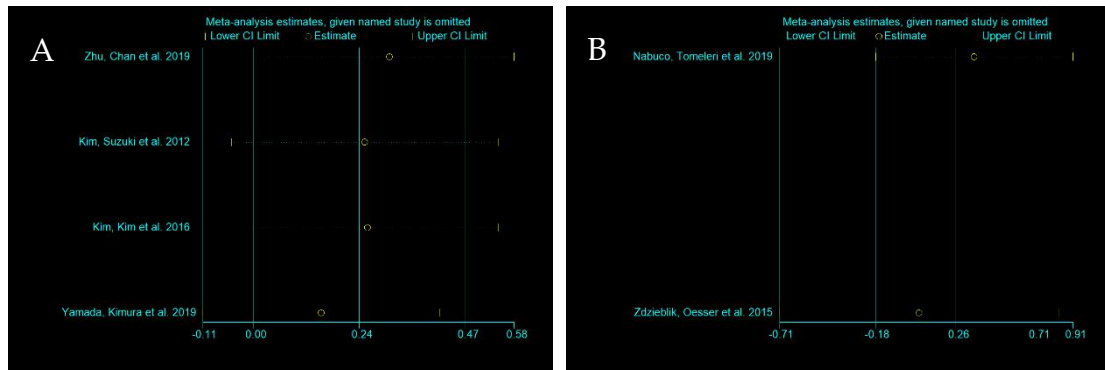 A
Meta-analysis estimates, given named study is omitted
Lower CI Limit Estimate Upper CI Limit
Zhu, Chan et al. 2019
Kim, Suzuki et al. 2012
Kim, Kim et al. 2016
Yamada, Kimura et al. 2019
-0.11 0.00 0.24 0.47 0.58
B
Meta-analysis estimates, given named study is omitted
Lower CI Limit Estimate Upper CI Limit
Nabuco, Tomeleri et al. 2019
Zdzieblik, Oesser et al. 2015
-0.71 -0.18 0.26 0.71 0.91